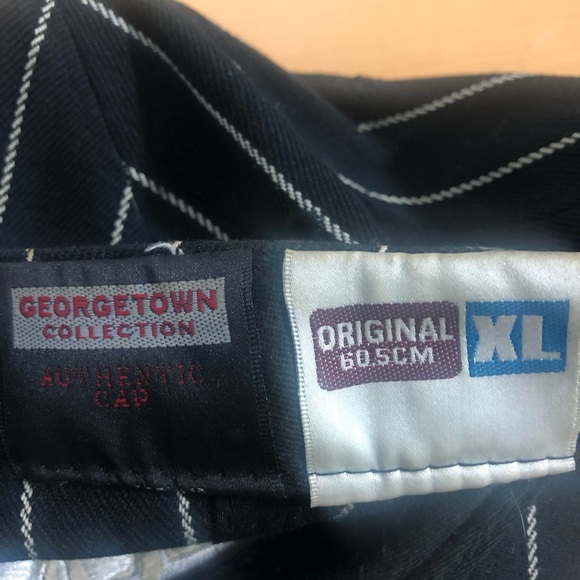 GEORGETOWN
COLLECTION
AUTHENTIC
CAP
ORIGINAL
60.5CM
XL